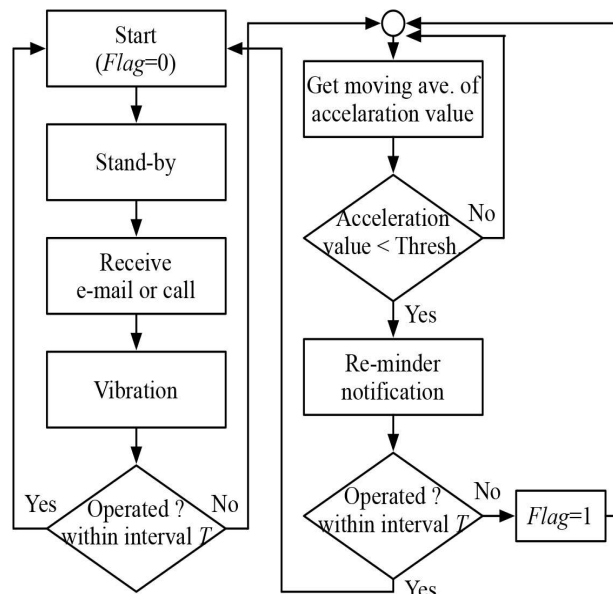 Start
(Flag=0)
Stand-by
Receive
e-mail or call
Vibration
Operated ?
within interval T
Yes
No
Get moving ave. of
accelaration value
Acceleration
value < Thresh.
No
Yes
Re-minder
notification
Operated ?
within interval T
No
Flag=1
Yes